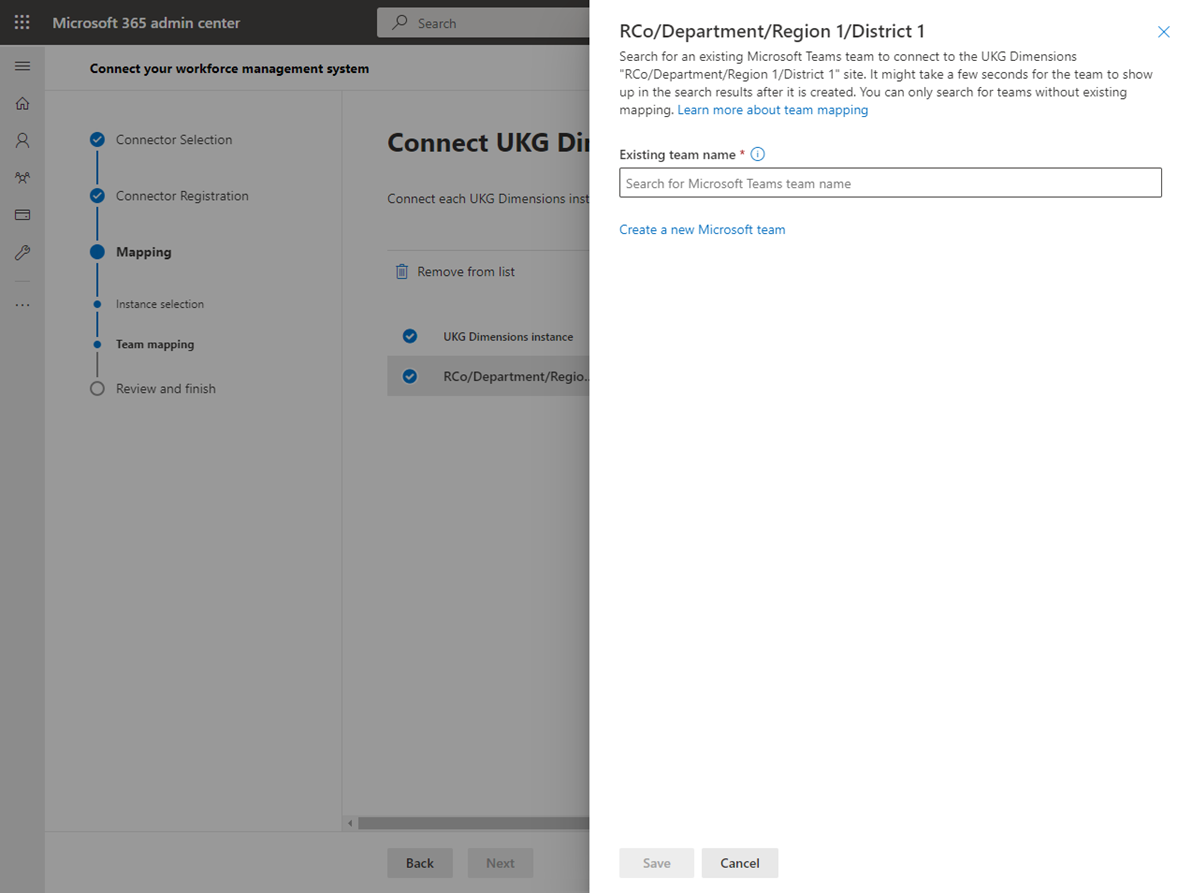 Microsoft 365 admin center
Search
Connect your workforce management system
Connector Selection
Connector Registration
Mapping
Instance selection
Team mapping
Review and finish
Connect UKG Di
Connect each UKG Dimensions inst
Remove from list
UKG Dimensions instance
RCo/Department/Regio...
Back
Next
RCo/Department/Region 1/District 1
Search for an existing Microsoft Teams team to connect to the UKG Dimensions
"RCo/Department/Region 1/District 1" site. It might take a few seconds for the team to show
up in the search results after it is created. You can only search for teams without existing
mapping. Learn more about team mapping
Existing team name *
Search for Microsoft Teams team name
Create a new Microsoft team
Save
Cancel